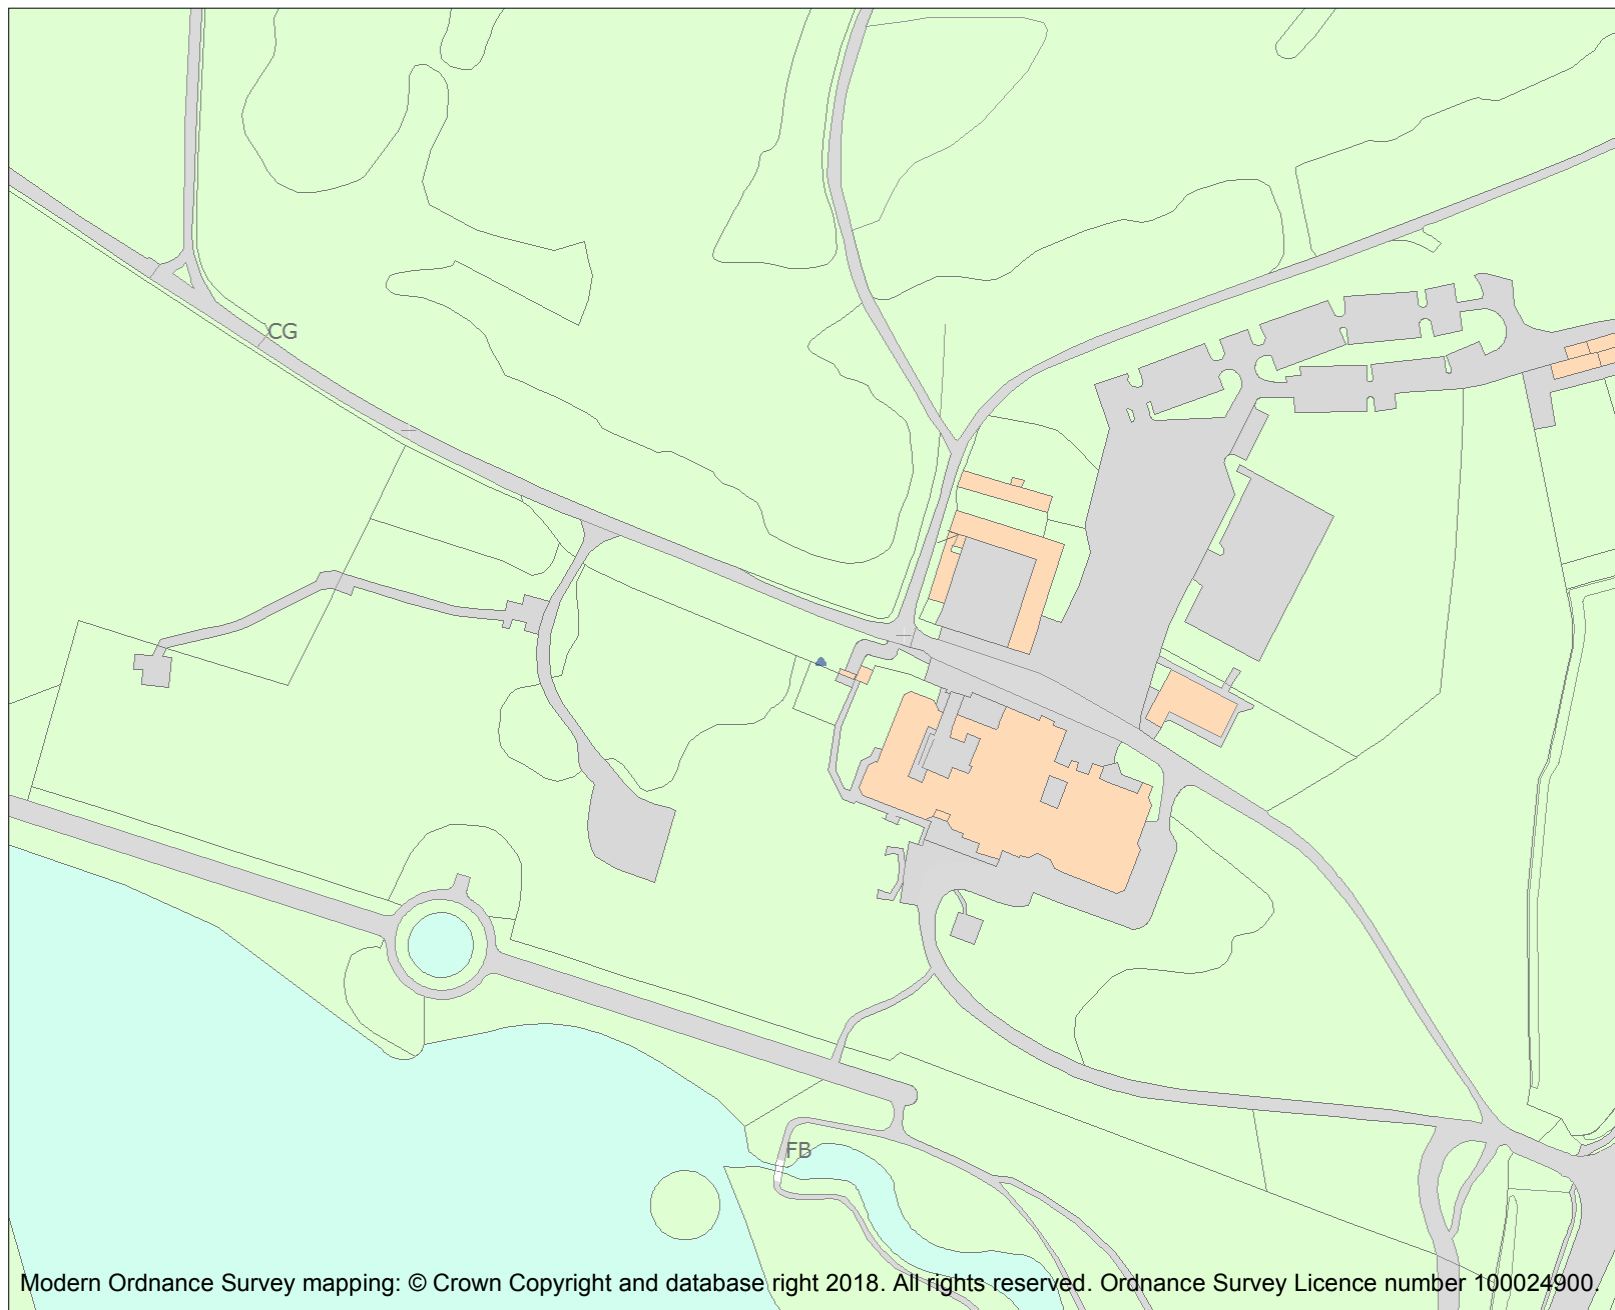 CG
FB
Modern Ordnance Survey mapping: © Crown Copyright and database right 2018. All rights reserved. Ordnance Survey Licence number 100024900.